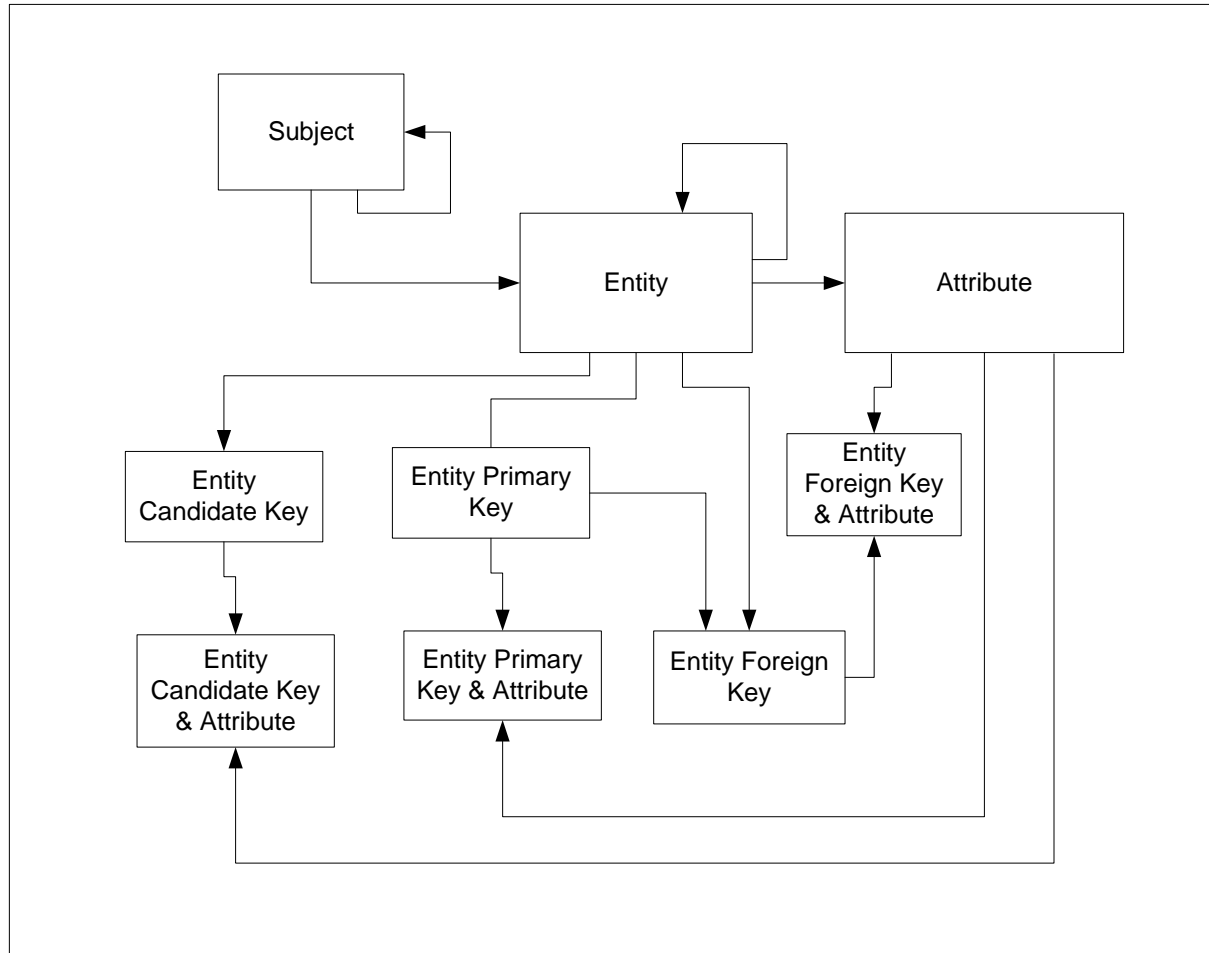 Subject
Entity
Attribute
Entity
Candidate Key
Entity Primary
Key
Entity
Foreign Key
& Attribute
Entity
Candidate Key
& Attribute
Entity Primary
Key & Attribute
Entity Foreign
Key